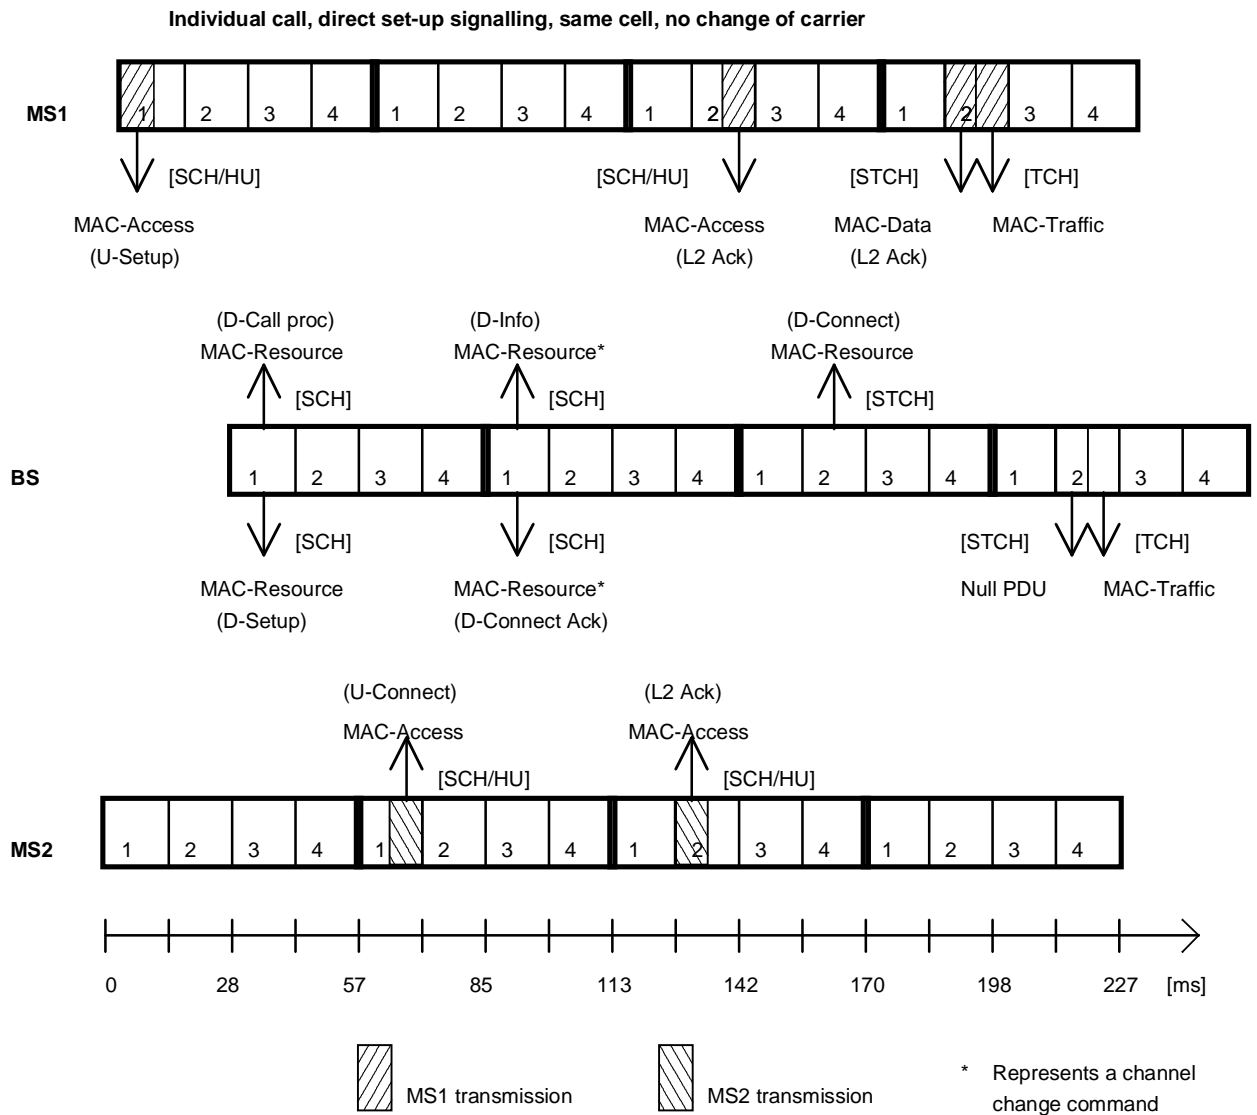 Individual call, direct set-up signalling, same cell, no change of carrier
MS1
1 2 3 4 1 2 3 4 1 2 3 4 1 2 3 4
[SCH/HU] [SCH/HU] [STCH] [TCH]
MAC-Access MAC-Access MAC-Data MAC-Traffic
(U-Setup) (L2 Ack) (L2 Ack)
(D-Call proc) (D-Info) (D-Connect)
MAC-Resource MAC-Resource* MAC-Resource
[SCH] [SCH] [STCH]
BS
1 2 3 4 1 2 3 4 1 2 3 4 1 2 3 4
[SCH] [SCH] [STCH] [TCH]
MAC-Resource MAC-Resource* Null PDU MAC-Traffic
(D-Setup) (D-Connect Ack)
(U-Connect) (L2 Ack)
MAC-Access MAC-Access
[SCH/HU] [SCH/HU]
MS2
1 2 3 4 1 2 3 4 1 2 3 4 1 2 3 4
0 28 57 85 113 142 170 198 227 [ms]
MS1 transmission MS2 transmission
* Represents a channel
change command